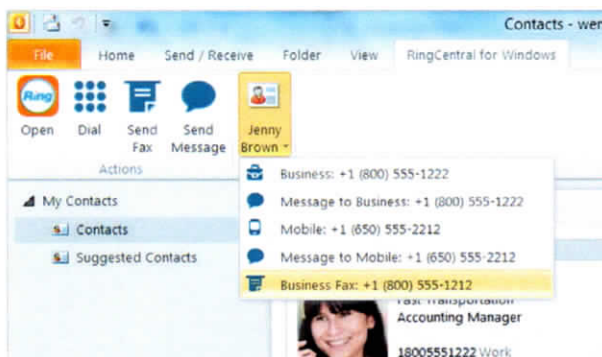 Contacts - wen
File Home Send / Receive Folder View RingCentral for Windows
Ring
Open Dial Send Fax Send Message Jenny Brown
Actions
Business: +1 (800) 555-1222
Message to Business: +1 (800) 555-1222
Mobile: +1 (650) 555-2212
Message to Mobile: +1 (650) 555-2212
Business Fax: +1 (800) 555-1212
My Contacts
Contacts
Suggested Contacts
Fast Transportation
Accounting Manager
18005551222 Work